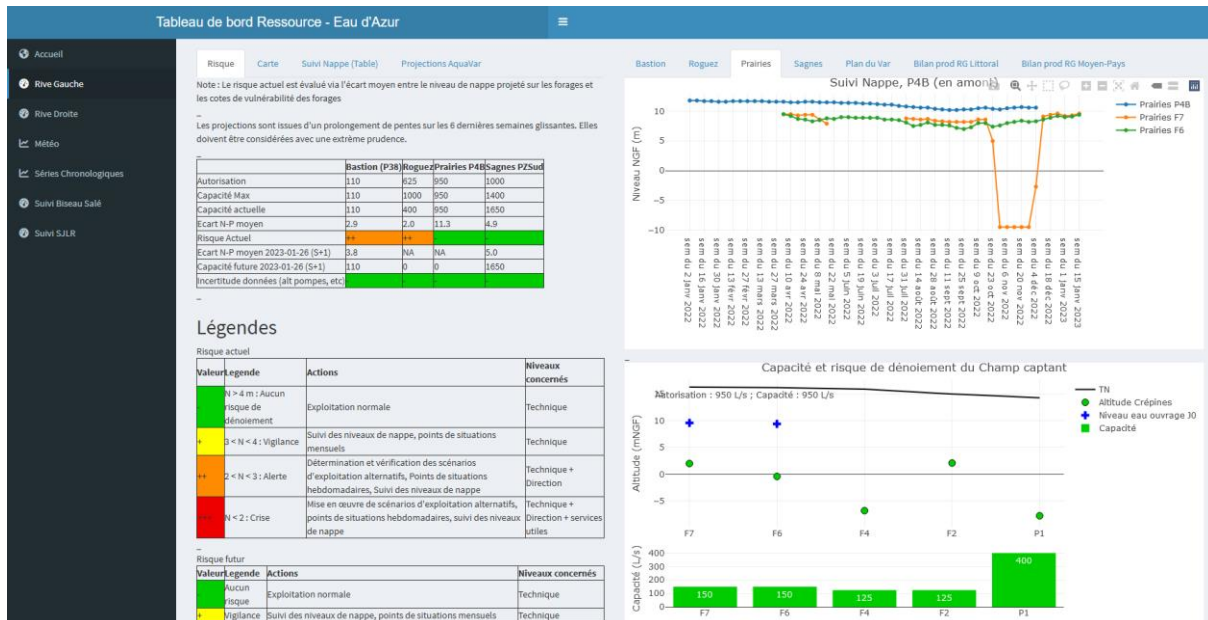 Tableau de bord Ressource - Eau d'Azur
Accueil
Rive Gauche
Rive Droite
Météo
Séries Chronologiques
Suivi Biseau Salé
Suivi SJLR
Risque Carte Suivi Nappe (Table) Projections AquaVar
Note : Le risque actuel est évalué via l'écart moyen entre le niveau de nappe projeté sur les forages et
les cotes de vulnérabilité des forages
–
Les projections sont issues d'un prolongement de pentes sur les 6 dernières semaines glissantes. Elles
doivent être considérées avec une extrême prudence.
–
Bastion (P38) Roguez Prairies P4B Sagnes PZSud
Autorisation 110 625 950 1000
Capacité Max 110 1000 950 1400
Capacité actuelle 110 400 950 1650
Ecart N-P moyen 2.9 2.0 11.3 4.9
Risque Actuel ++ ++ - -
Ecart N-P moyen 2023-01-26 (S+1) 3.8 NA NA 5.0
Capacité future 2023-01-26 (S+1) 110 0 0 1650
Incertitude données (alt pompes, etc) - - - -
–
Légendes
Risque actuel
Valeur Legende Actions Niveaux
concernés
- N > 4 m : Aucun
risque de
dénoiement
Exploitation normale Technique
+ 3 < N < 4 : Vigilance Suivi des niveaux de nappe, points de situations
mensuels
Technique
++ 2 < N < 3 : Alerte Détermination et vérification des scénarios
d'exploitation alternatifs, Points de situations
hebdomadaires, Suivi des niveaux de nappe
Technique +
Direction
+++ N < 2 : Crise Mise en œuvre de scénarios d'exploitation alternatifs,
points de situations hebdomadaires, suivi des niveaux
de nappe
Technique +
Direction + services
utiles
–
Risque futur
Valeur Legende Actions Niveaux concernés
- Aucun
risque
Exploitation normale Technique
+ Vigilance Suivi des niveaux de nappe, points de situations mensuels Technique
Bastion Roguez Prairies Sagnes Plan du Var Bilan prod RG Littoral Bilan prod RG Moyen-Pays
Suivi Nappe, P4B (en amont)
Niveau NGF (m)
10
5
0
−5
−10
Prairies P4B
Prairies F7
Prairies F6
sem du 2 janv 2022
sem du 16 janv 2022
sem du 30 janv 2022
sem du 13 févr 2022
sem du 27 févr 2022
sem du 13 mars 2022
sem du 27 mars 2022
sem du 10 avr 2022
sem du 24 avr 2022
sem du 8 mai 2022
sem du 22 mai 2022
sem du 5 juin 2022
sem du 19 juin 2022
sem du 3 juil 2022
sem du 17 juil 2022
sem du 31 juil 2022
sem du 14 août 2022
sem du 28 août 2022
sem du 11 sept 2022
sem du 25 sept 2022
sem du 9 oct 2022
sem du 23 oct 2022
sem du 6 nov 2022
sem du 20 nov 2022
sem du 4 déc 2022
sem du 18 déc 2022
sem du 1 janv 2023
sem du 15 janv 2023
–
Capacité et risque de dénoiement du Champ captant
Autorisation : 950 L/s ; Capacité : 950 L/s
Altitude (mNGF)
15
10
5
0
−5
F7 F6 F4 F2 P1
TN
Altitude Crépines
Niveau eau ouvrage J0
Capacité
Capacité (L/s)
400
300
200
100
0
150 150 125 125 400
F7 F6 F4 F2 P1